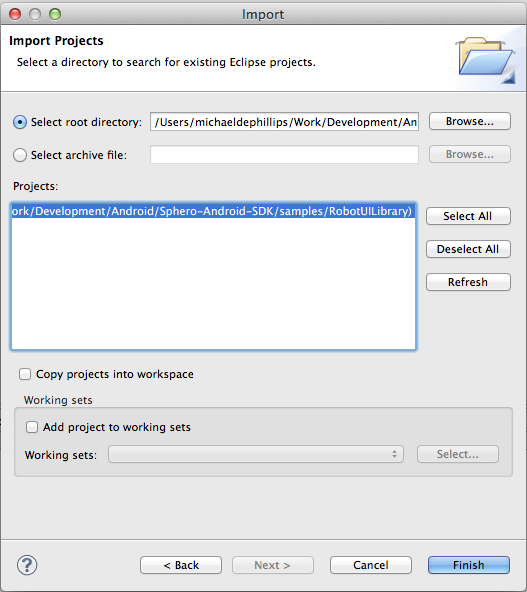 Import
Import Projects
Select a directory to search for existing Eclipse projects.
Select root directory:
/Users/michaeldephillips/Work/Development/An
Browse...
Select archive file:
Browse...
Projects:
ork/Development/Android/Sphero-Android-SDK/samples/RobotUILibrary)
Select All
Deselect All
Refresh
Copy projects into workspace
Working sets
Add project to working sets
Working sets:
Select...
?
< Back
Next >
Cancel
Finish